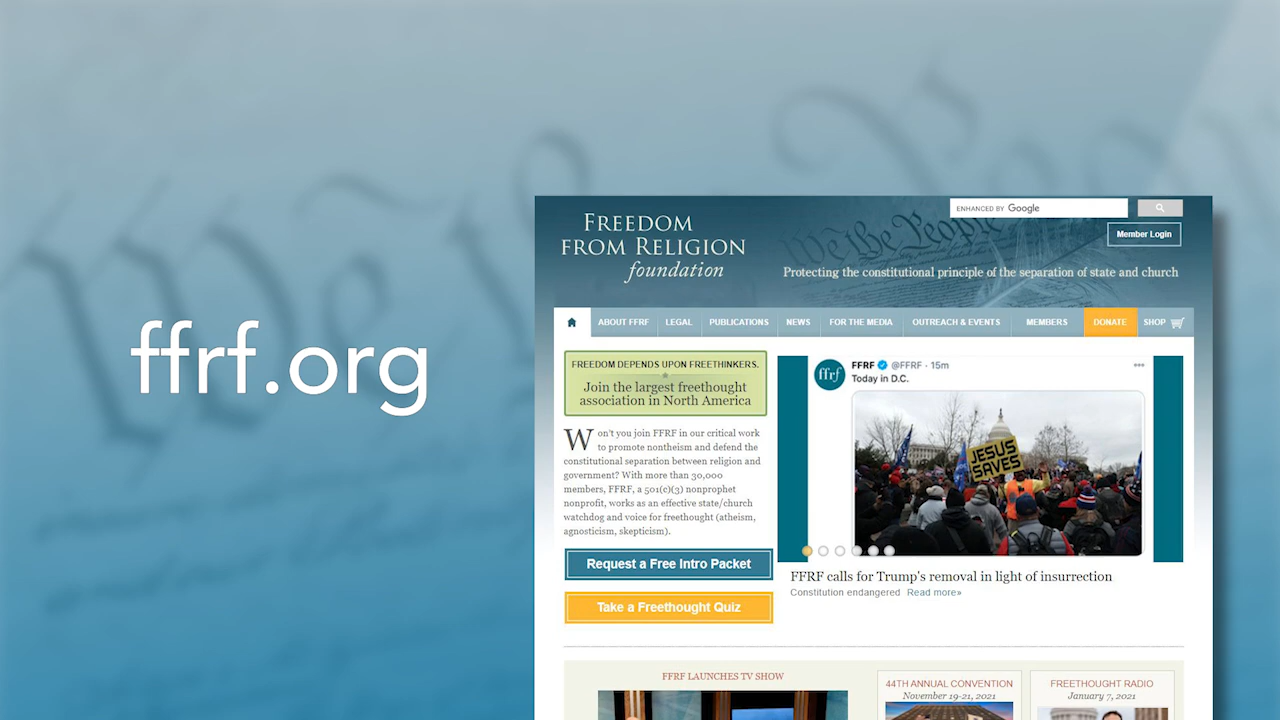 We the People
ffrf.org
FREEDOM
FROM RELIGION
foundation
ENHANCED BY Google
Member Login
We the People
Protecting the constitutional principle of the separation of state and church
ABOUT FFRF
LEGAL
PUBLICATIONS
NEWS
FOR THE MEDIA
OUTREACH & EVENTS
MEMBERS
DONATE
SHOP
FREEDOM DEPENDS UPON FREETHINKERS.
Join the largest freethought
association in North America
Won't you join FFRF in our critical work
to promote nontheism and defend the
constitutional separation between religion and
government? With more than 30,000
members, FFRF, a 501(c)(3) nonprophet
nonprofit, works as an effective state/church
watchdog and voice for freethought (atheism,
agnosticism, skepticism).
Request a Free Intro Packet
Take a Freethought Quiz
ffrf
FFRF @FFRF · 15m
Today in D.C.
JESUS
SAVES
FFRF calls for Trump's removal in light of insurrection
Constitution endangered Read more»
FFRF LAUNCHES TV SHOW
44TH ANNUAL CONVENTION
November 19-21, 2021
FREETHOUGHT RADIO
January 7, 2021